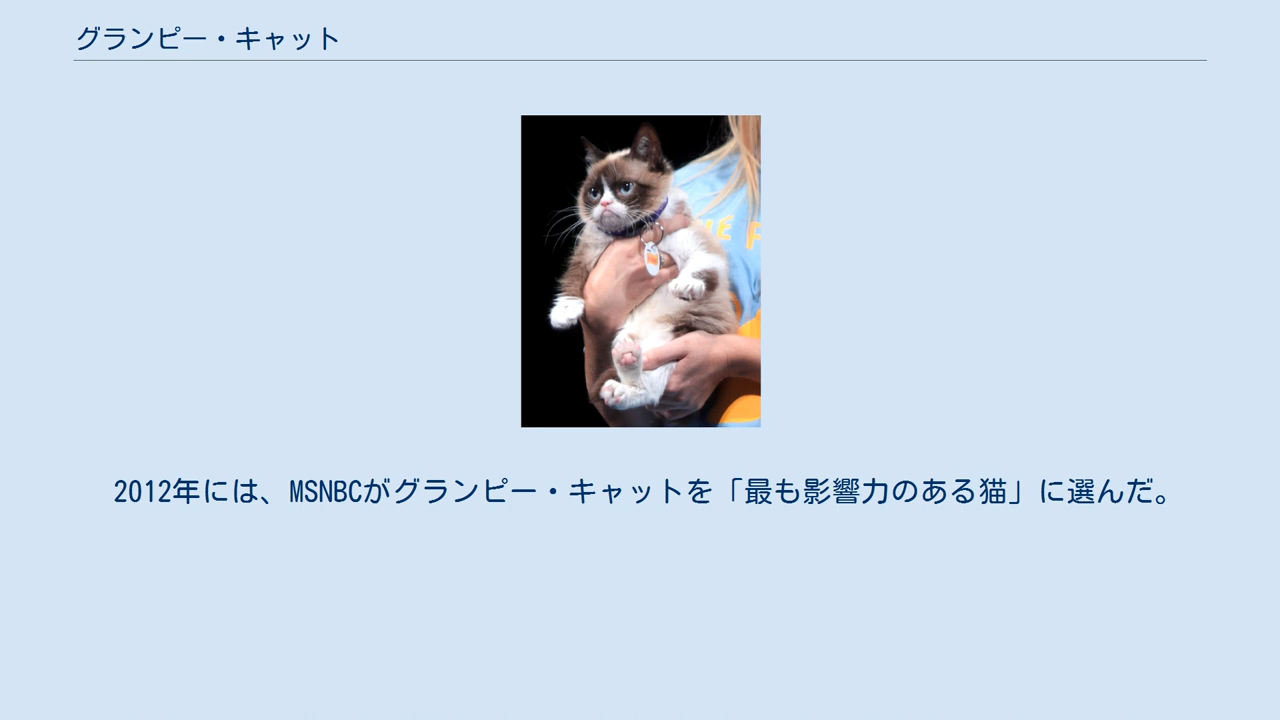 グランピー・キャット
2012年には、MSNBCがグランピー・キャットを「最も影響力のある猫」に選んだ。